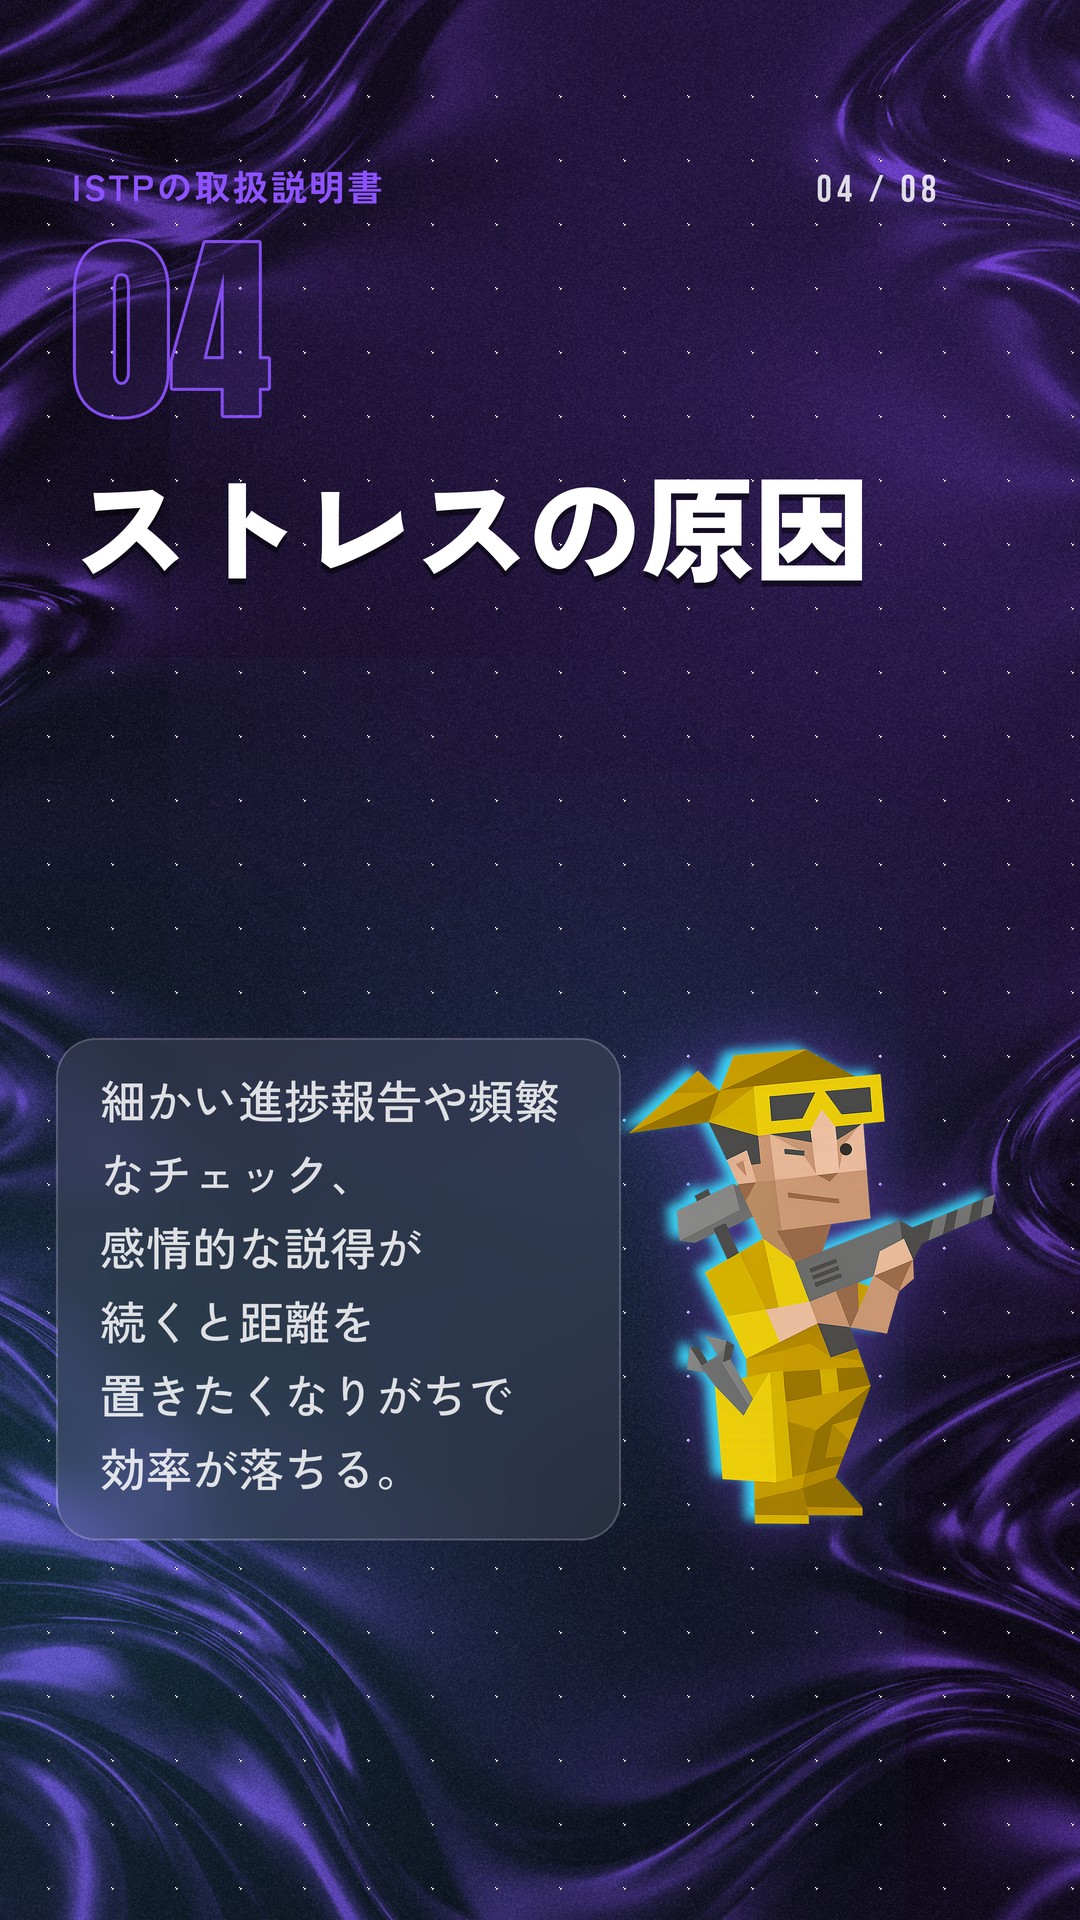 ISTPの取扱説明書
04 / 08
04
ストレスの原因
細かい進捗報告や頻繁
なチェック、
感情的な説得が
続くと距離を
置きたくなりがちで
効率が落ちる。